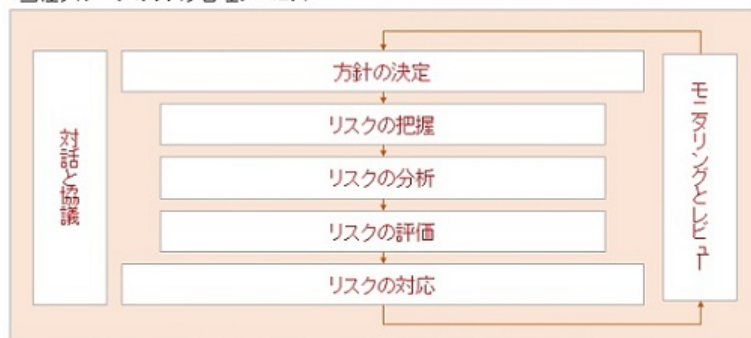 対話と協議
方針の決定
リスクの把握
リスクの分析
リスクの評価
リスクの対応
モニタリングとレビュー